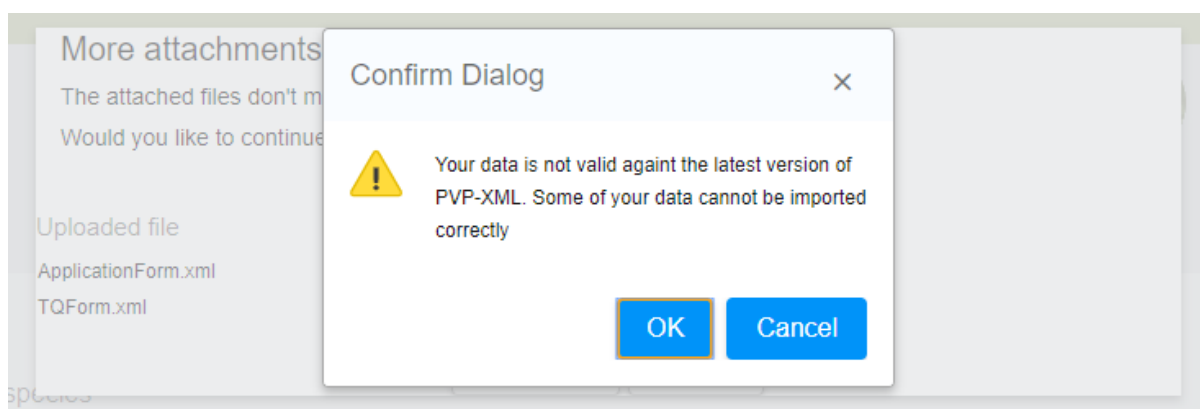 More attachments
The attached files don't m
Would you like to continue
Confirm Dialog
Your data is not valid againt the latest version of
PVP-XML. Some of your data cannot be imported
correctly
OK Cancel
Uploaded file
ApplicationForm.xml
TQForm.xml
species